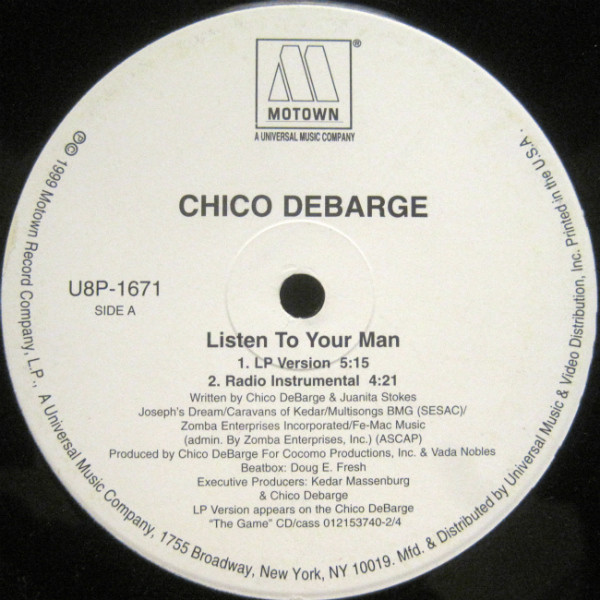 M
MOTOWN®
A UNIVERSAL MUSIC COMPANY
CHICO DEBARGE
U8P-1671
SIDE A
Listen To Your Man
1. LP Version 5:15
2. Radio Instrumental 4:21
Written by Chico DeBarge & Juanita Stokes
Joseph's Dream/Caravans of Kedar/Multisongs BMG (SESAC)/
Zomba Enterprises Incorporated/Fe-Mac Music
(admin. By Zomba Enterprises, Inc.) (ASCAP)
Produced by Chico DeBarge For Cocomo Productions, Inc. & Vada Nobles
Beatbox: Doug E. Fresh
Executive Producers: Kedar Massenburg
& Chico Debarge
LP Version appears on the Chico DeBarge
"The Game" CD/cass 012153740-2/4
℗ © 1999 Motown Record Company, L.P., A Universal Music Company, 1755 Broadway, New York, NY 10019. Mfd. & Distributed by Universal Music & Video Distribution, Inc. Printed in the U.S.A.